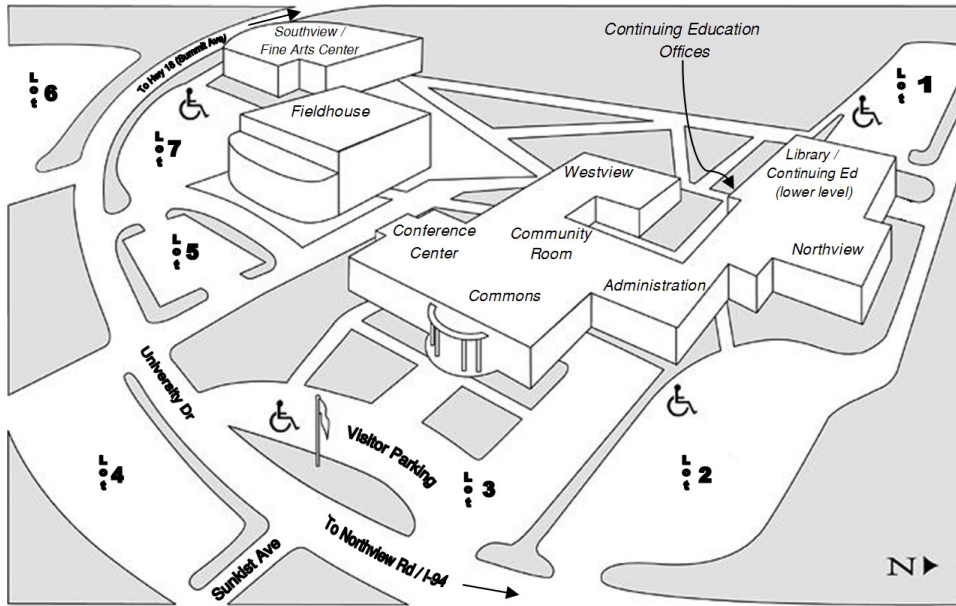 Southview /
Fine Arts Center
Continuing Education
Offices
To Hwy 18 (Summit Ave)
Lot 6
Lot 1
Fieldhouse
Lot 7
Library /
Continuing Ed
(lower level)
Westview
Conference
Center
Community
Room
Northview
Lot 5
Commons
Administration
University Dr
Visitor Parking
Lot 4
Lot 3
Lot 2
To Northview Rd / I-94
Sunkist Ave
N